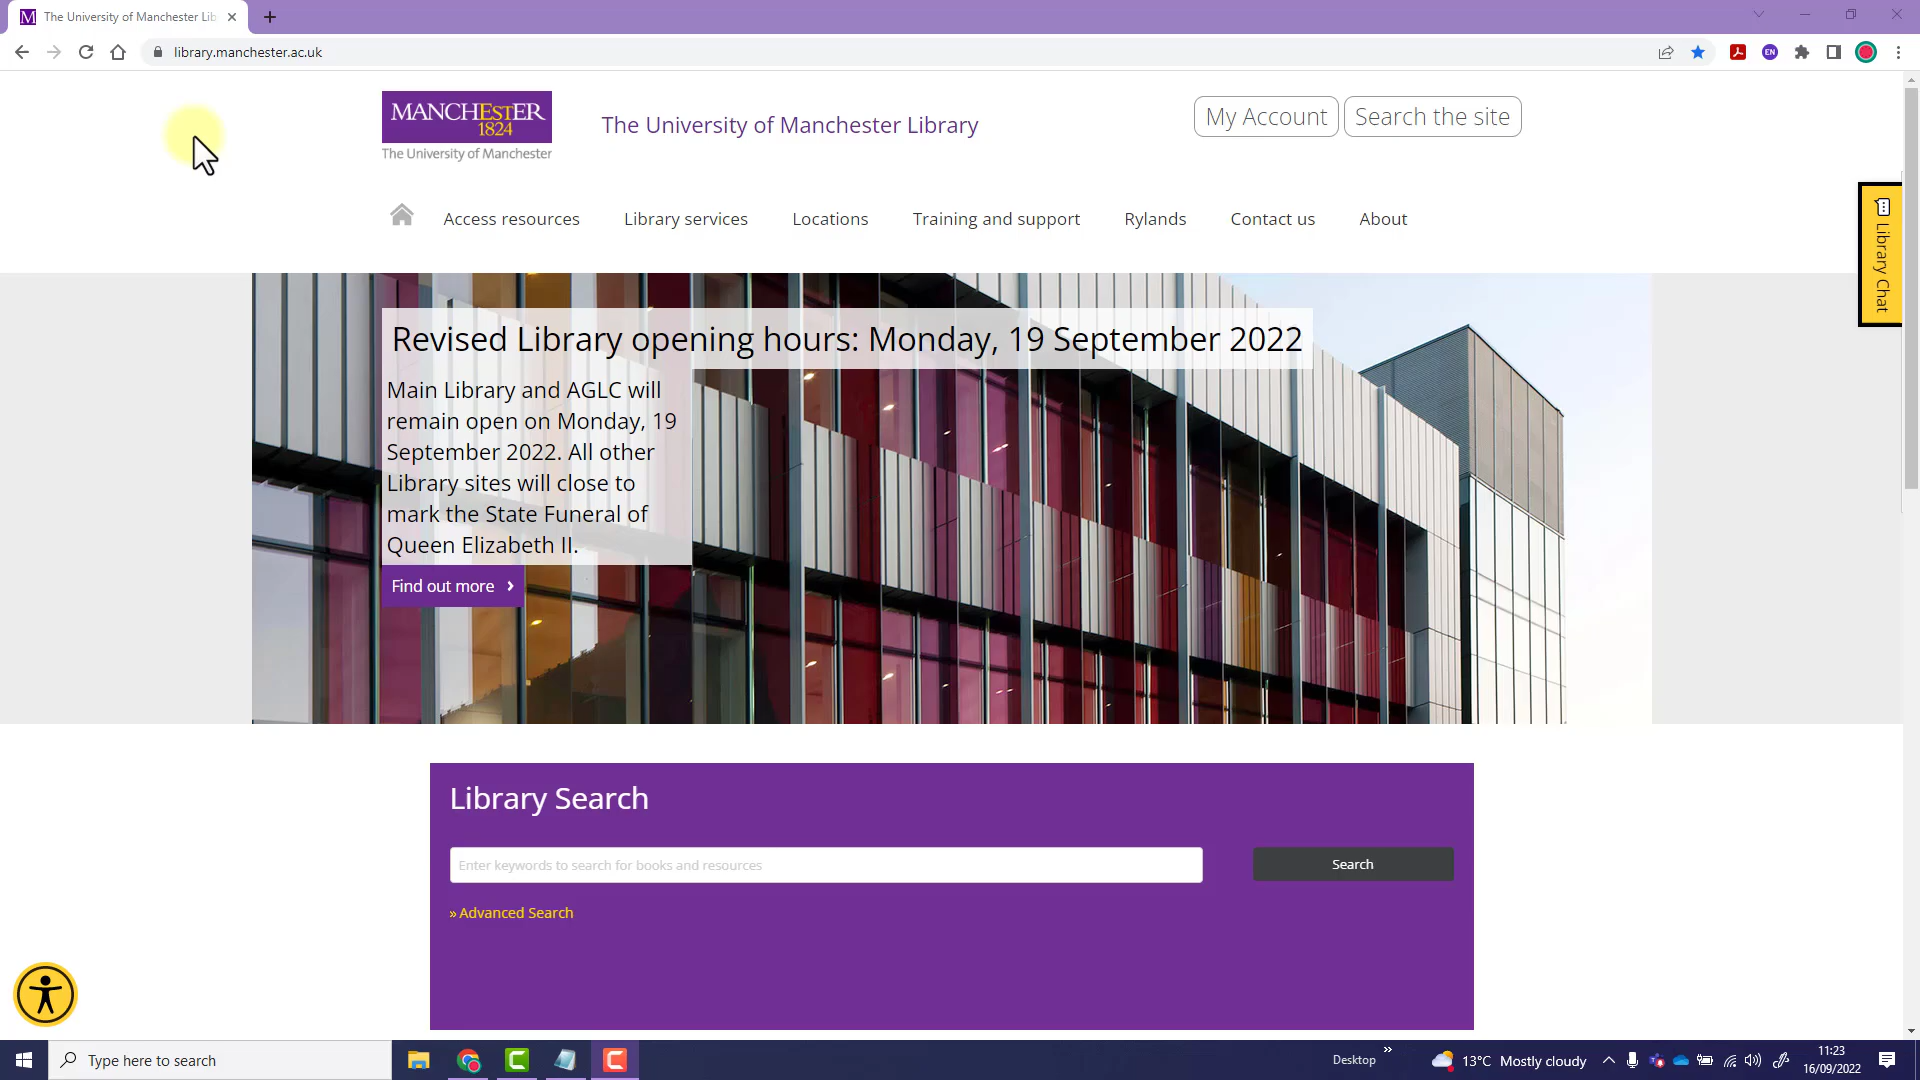 The University of Manchester Lib
library.manchester.ac.uk
EN
MANCHESTER
1824
The University of Manchester
The University of Manchester Library
My Account
Search the site
Access resources
Library services
Locations
Training and support
Rylands
Contact us
About
Library Chat
Revised Library opening hours: Monday, 19 September 2022
Main Library and AGLC will
remain open on Monday, 19
September 2022. All other
Library sites will close to
mark the State Funeral of
Queen Elizabeth II.
Find out more ›
Library Search
Enter keywords to search for books and resources
Search
» Advanced Search
Type here to search
Desktop
»
13°C Mostly cloudy
11:23
16/09/2022